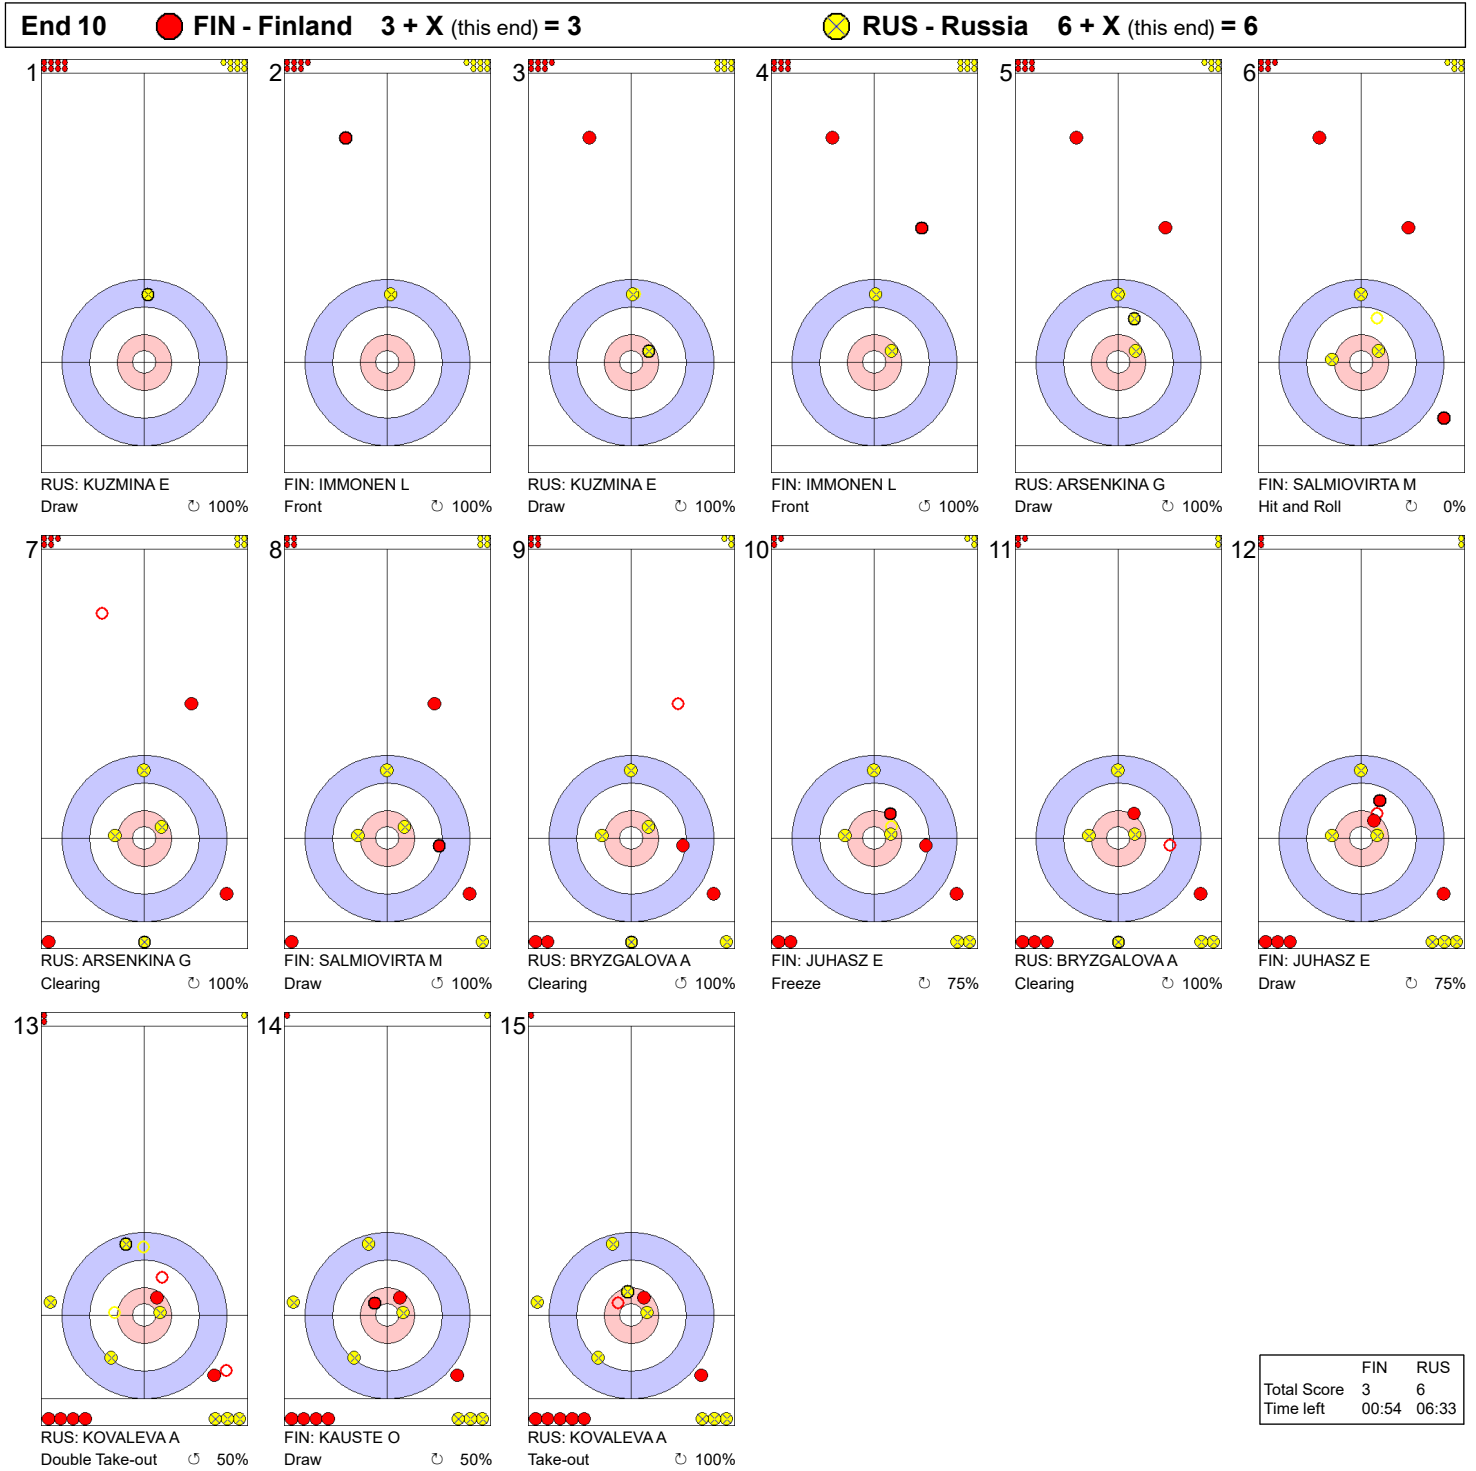 End 10 FIN - Finland 3 + X (this end) = 3 RUS - Russia 6 + X (this end) = 6
1 2 3 4 5 6
RUS: KUZMINA E FIN: IMMONEN L RUS: KUZMINA E FIN: IMMONEN L RUS: ARSENKINA G FIN: SALMIOVIRTA M
Draw ↻ 100% Front ↻ 100% Draw ↻ 100% Front ↻ 100% Draw ↻ 100% Hit and Roll ↻ 0%
7 8 9 10 11 12
RUS: ARSENKINA G FIN: SALMIOVIRTA M RUS: BRYZGALOVA A FIN: JUHASZ E RUS: BRYZGALOVA A FIN: JUHASZ E
Clearing ↻ 100% Draw ↺ 100% Clearing ↺ 100% Freeze ↻ 75% Clearing ↻ 100% Draw ↻ 75%
13 14 15
RUS: KOVALEVA A FIN: KAUSTE O RUS: KOVALEVA A
Double Take-out ↺ 50% Draw ↻ 50% Take-out ↻ 100%
FIN RUS
Total Score 3 6
Time left 00:54 06:33